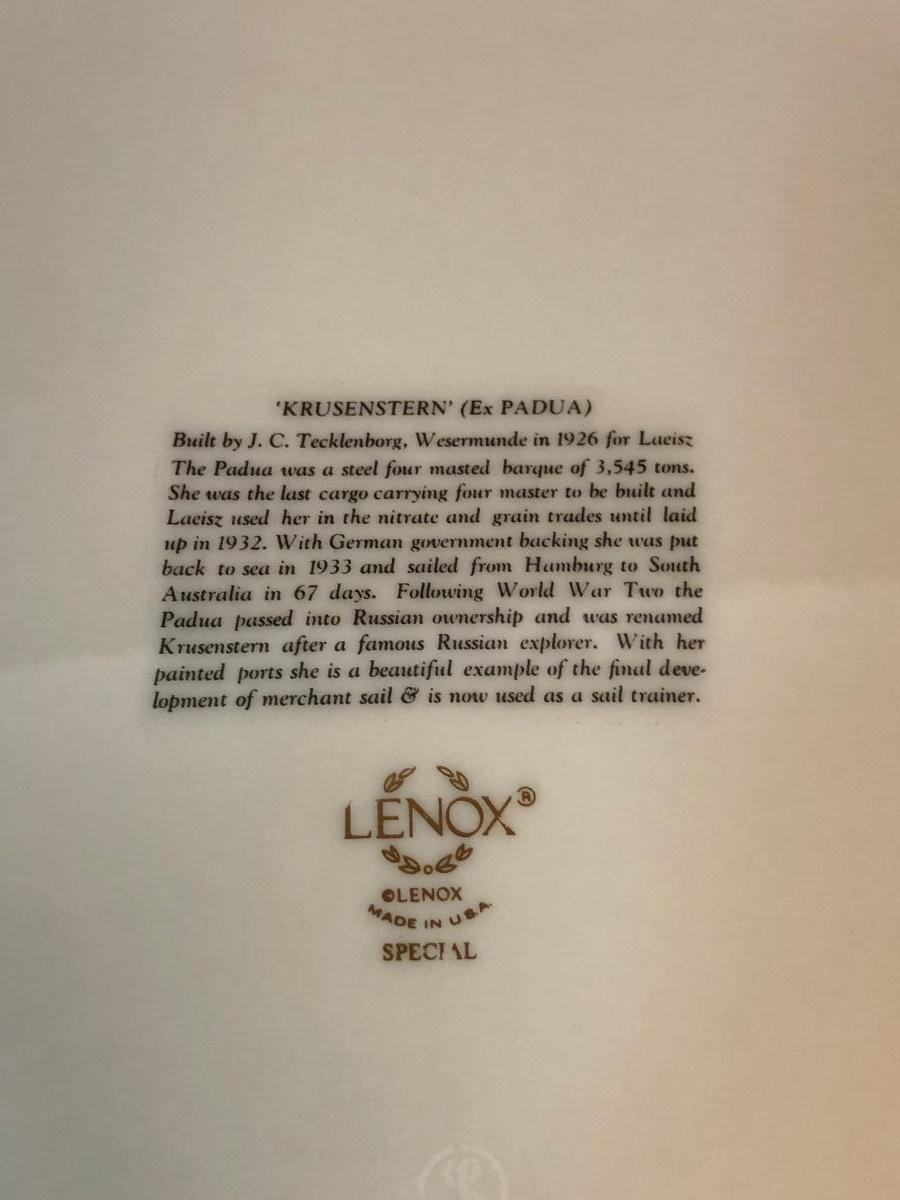 'KRUSENSTERN' (Ex PADUA)
Built by J. C. Tecklenborg, Wesermunde in 1926 for Laeisz
The Padua was a steel four masted barque of 3,545 tons.
She was the last cargo carrying four master to be built and
Laeisz used her in the nitrate and grain trades until laid
up in 1932. With German government backing she was put
back to sea in 1933 and sailed from Hamburg to South
Australia in 67 days. Following World War Two the
Padua passed into Russian ownership and was renamed
Krusenstern after a famous Russian explorer. With her
painted ports she is a beautiful example of the final deve-
lopment of merchant sail & is now used as a sail trainer.
LENOX®
©LENOX
MADE IN U.S.A.
SPECIAL